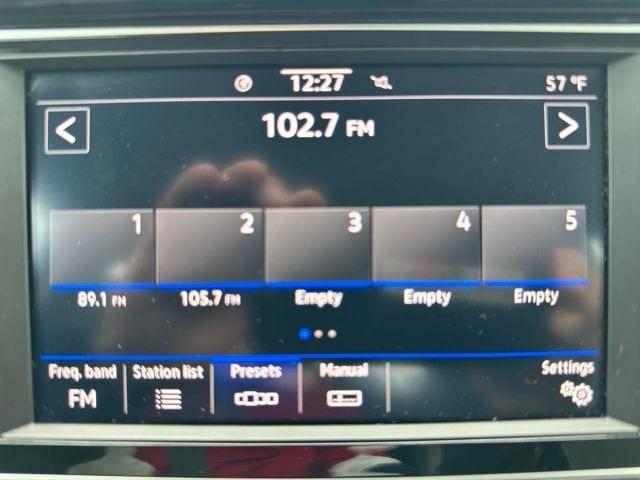 12:27 57 °F
102.7 FM
1 2 3 4 5
89.1 FM 105.7 FM Empty Empty Empty
Freq. band Station list Presets Manual Settings
FM